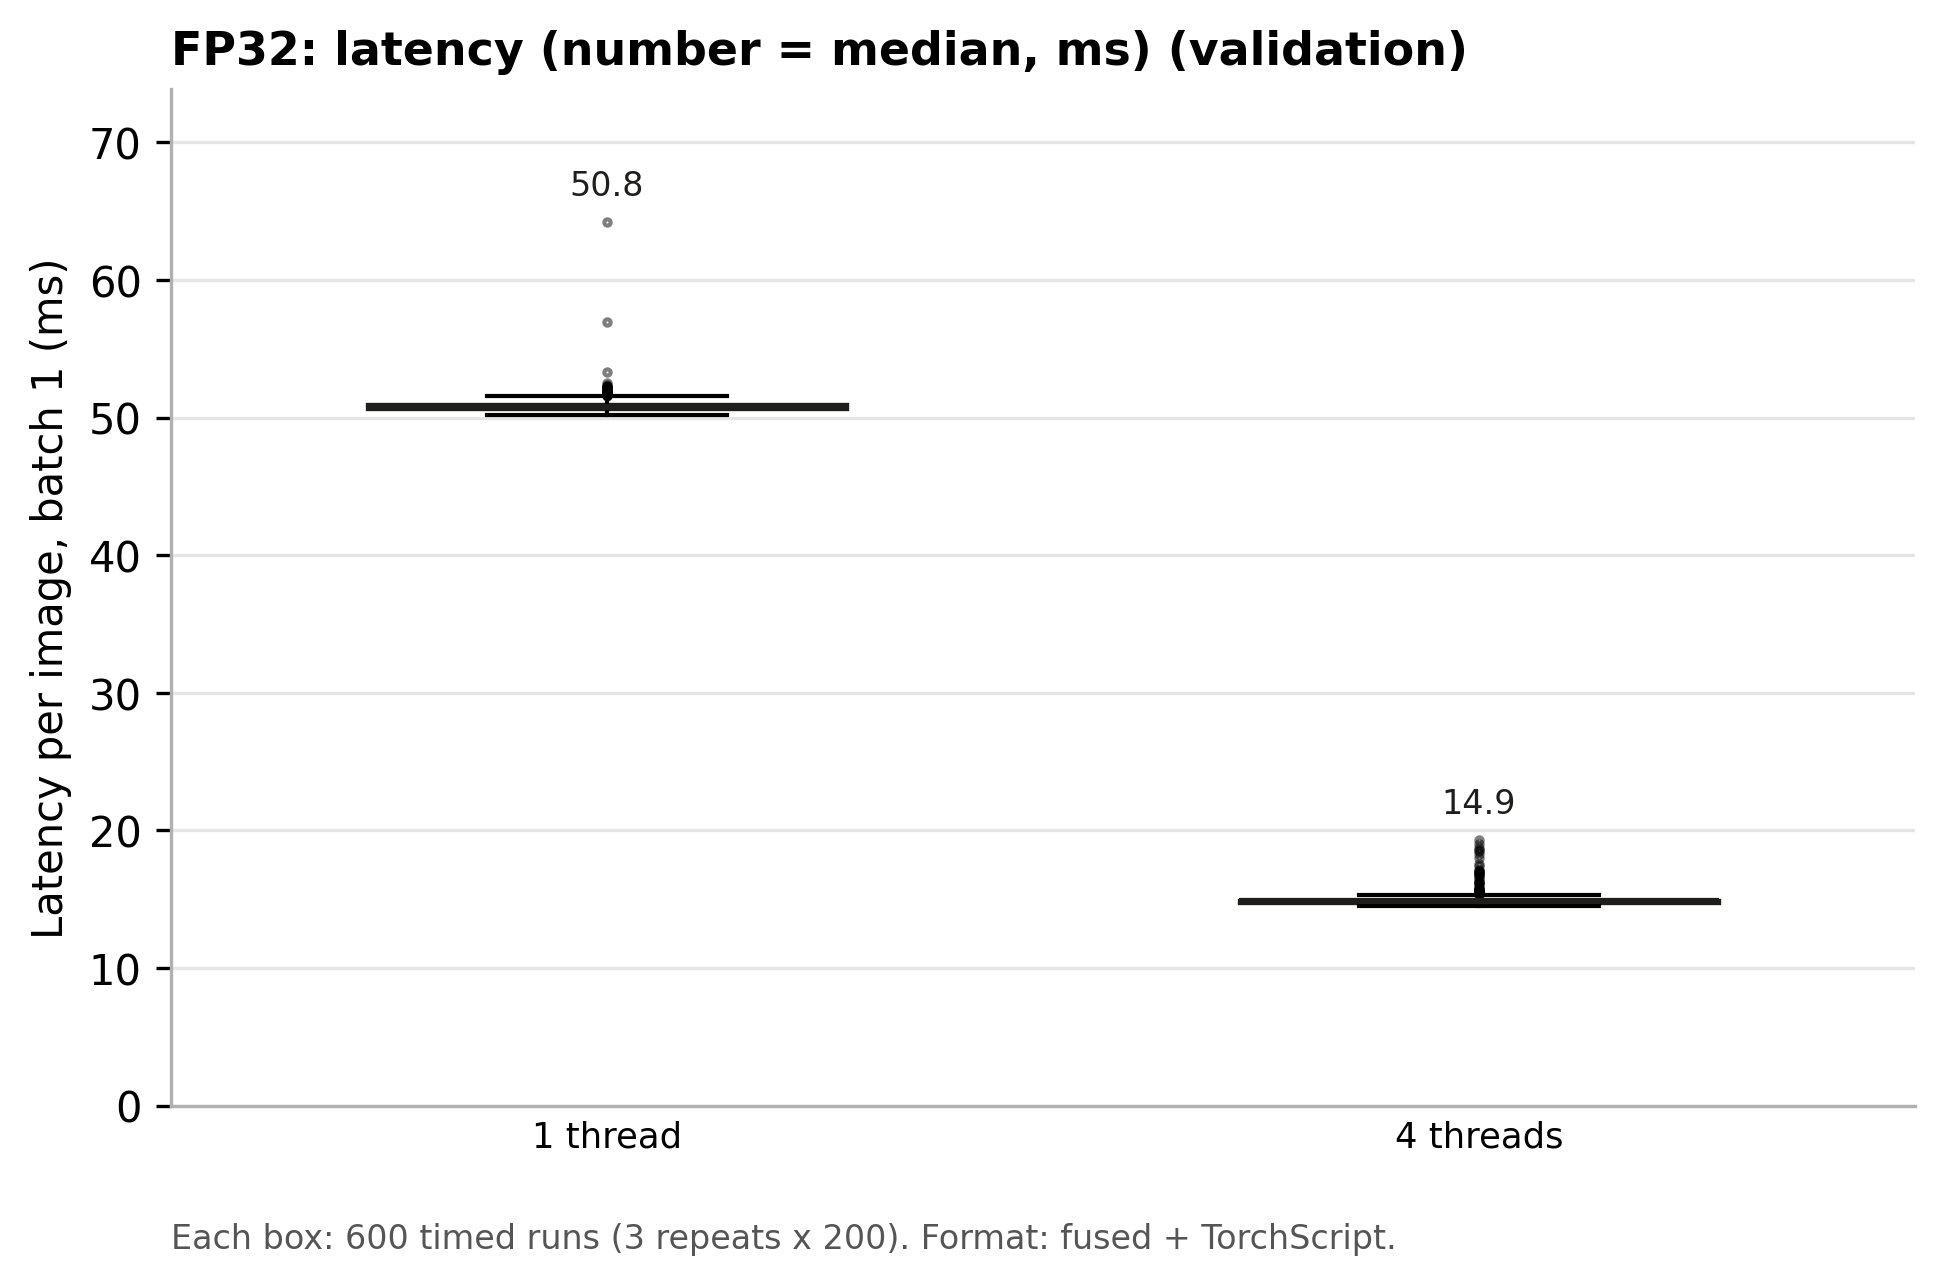 FP32: latency (number = median, ms) (validation)
Latency per image, batch 1 (ms)
70
60
50
40
30
20
10
0
50.8
14.9
1 thread
4 threads
Each box: 600 timed runs (3 repeats x 200). Format: fused + TorchScript.